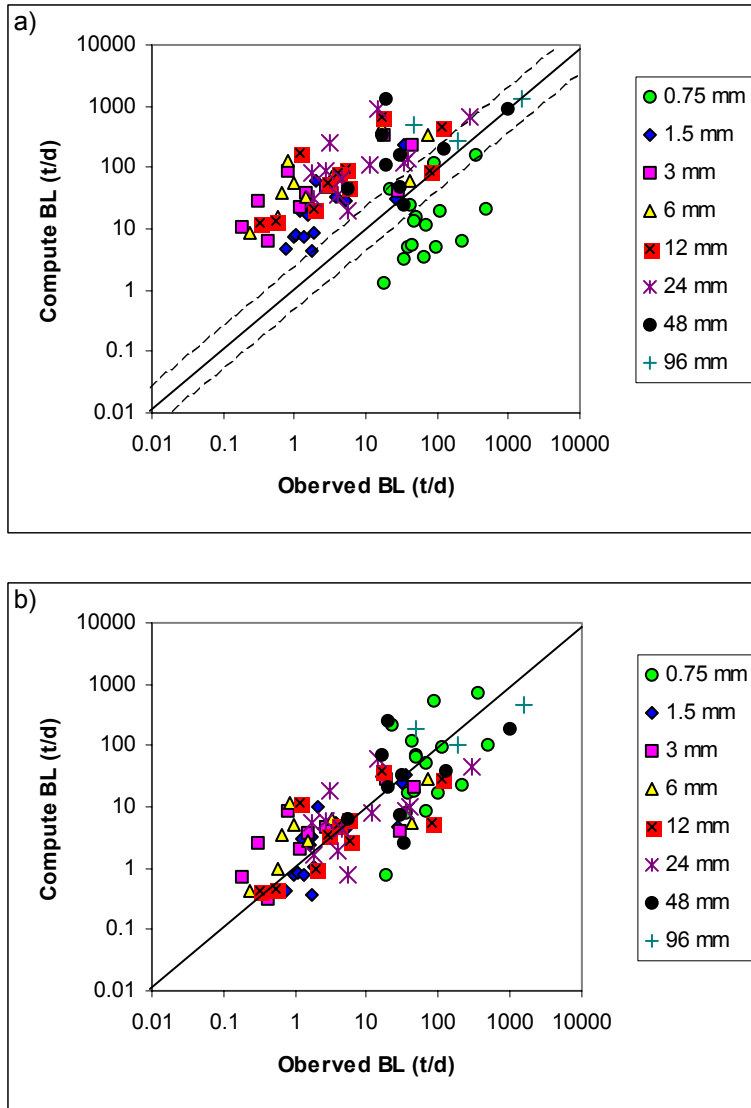 a)
10000
1000
100
10
1
0.1
0.01
Compute BL (t/d)
0.01 0.1 1 10 100 1000 10000
Oberved BL (t/d)
0.75 mm
1.5 mm
3 mm
6 mm
12 mm
24 mm
48 mm
96 mm
b)
10000
1000
100
10
1
0.1
0.01
Compute BL (t/d)
0.01 0.1 1 10 100 1000 10000
Oberved BL (t/d)
0.75 mm
1.5 mm
3 mm
6 mm
12 mm
24 mm
48 mm
96 mm